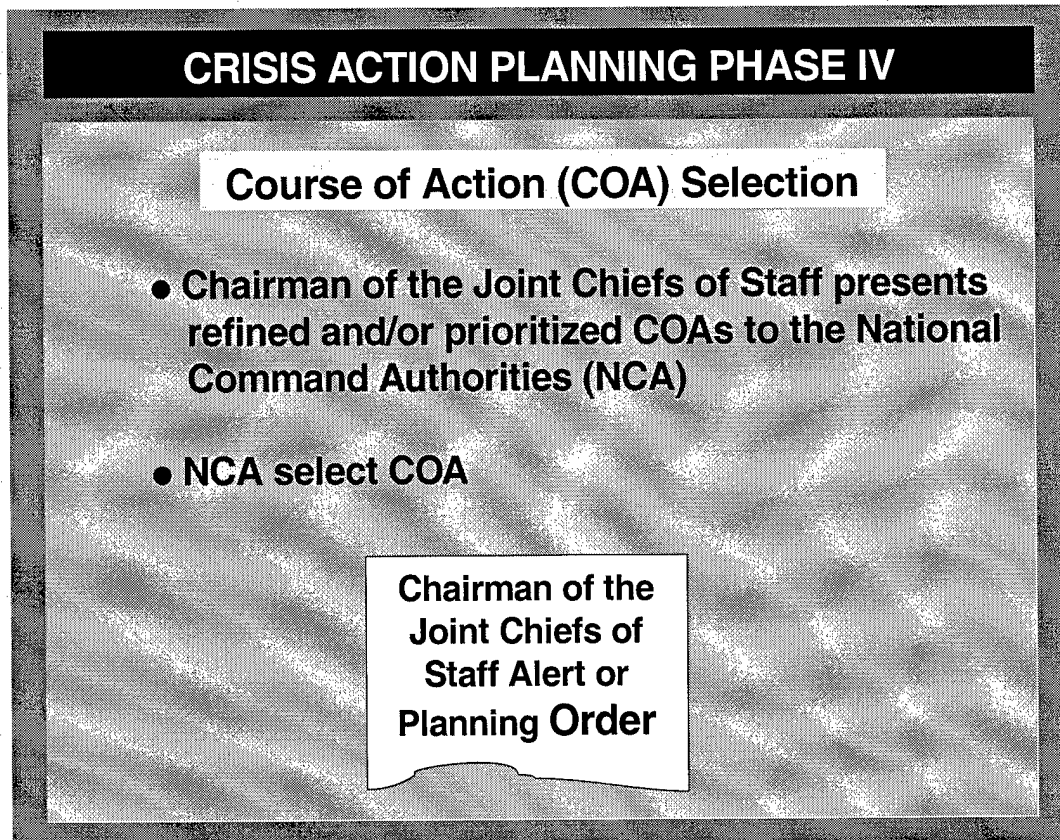 CRISIS ACTION PLANNING PHASE IV
Course of Action (COA) Selection
● Chairman of the Joint Chiefs of Staff presents
refined and/or prioritized COAs to the National
Command Authorities (NCA)
● NCA select COA
Chairman of the
Joint Chiefs of
Staff Alert or
Planning Order